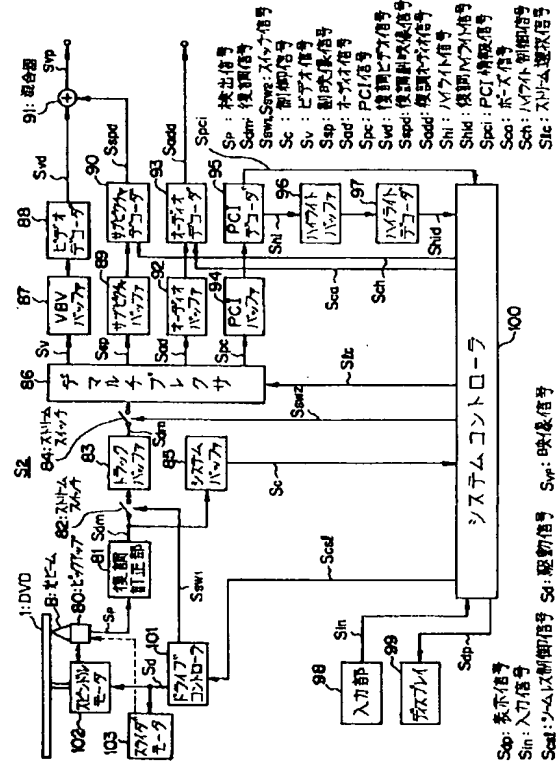 S2
1:DVD
B:光ビーム
80:ピックアップ
Sp
102
スピンドル
モータ
103
スライダ
モータ
Sd
101
ドライブ
コントローラ
81
復調
訂正部
Sdm
82:ストリーム
スイッチ
Ssw1
83
トラック
バッファ
84:ストリーム
スイッチ
Sdm
85
システム
バッファ
Sc
Ssw2
86
デマルチプレクサ
Sv
Ssp
Sad
Spc
Slc
87
VBV
バッファ
88
ビデオ
デコーダ
Svd
89
サブピクチャ
バッファ
90
サブピクチャ
デコーダ
Sspd
91:混合器
Svp
92
オーディオ
バッファ
93
オーディオ
デコーダ
Sadd
94
PCI
バッファ
95
PCI
デコーダ
Spci
Shi
96
ハイライト
バッファ
97
ハイライト
デコーダ
Shid
Sca
Sch
Scsl
98
入力部
Sin
99
ディスプレイ
Sdp
100
システムコントローラ
Sp:検出信号
Sdm:復調信号
Ssw1,Ssw2:スイッチ信号
Sc:制御信号
Sv:ビデオ信号
Ssp:副映像信号
Sad:オーディオ信号
Spc:PCI信号
Svd:復調ビデオ信号
Sspd:復調副映像信号
Sadd:復調オーディオ信号
Shi:ハイライト信号
Shid:復調ハイライト信号
Spci:PCI情報信号
Sca:ポーズ信号
Sch:ハイライト制御信号
Slc:ストリーム選択信号
Sdp:表示信号
Sin:入力信号
Scsl:シームレス制御信号
Sd:駆動信号
Svp:映像信号